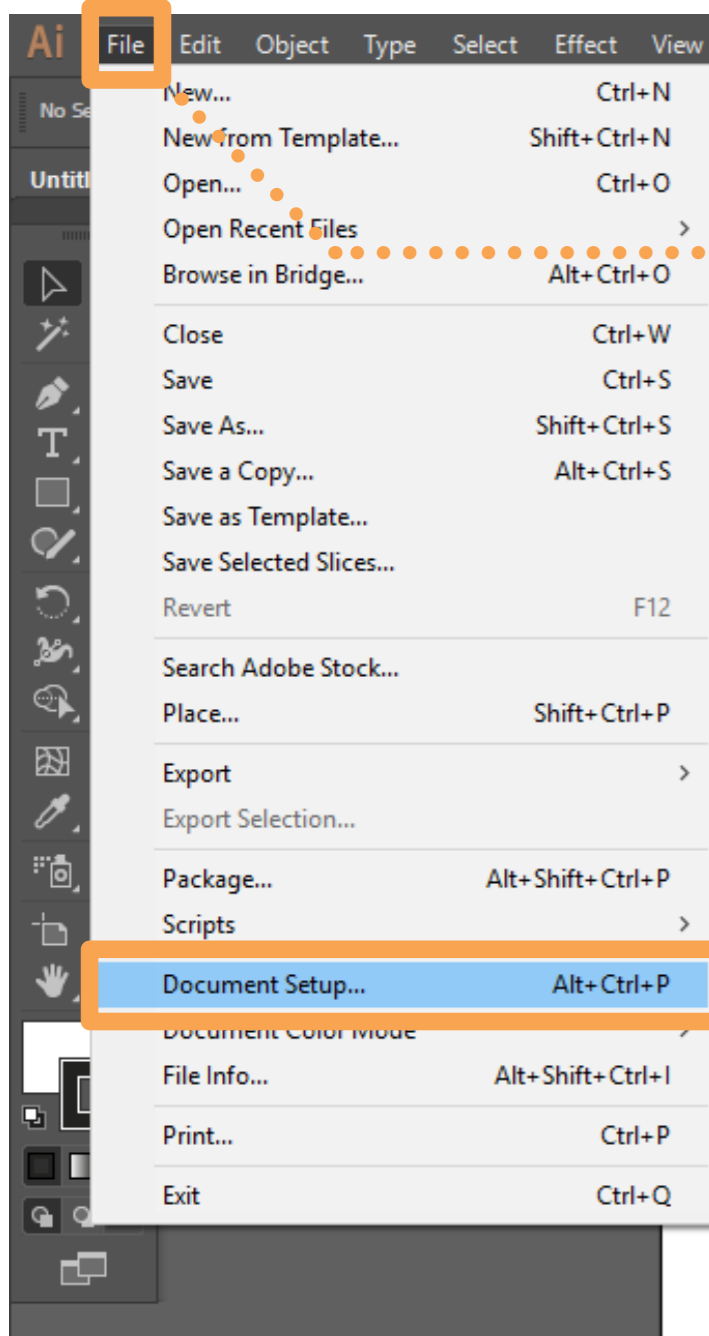 Ai File Edit Object Type Select Effect View
No Se
New... Ctrl+N
New from Template... Shift+Ctrl+N
Untitl
Open... Ctrl+O
Open Recent Files >
Browse in Bridge... Alt+Ctrl+O
Close Ctrl+W
Save Ctrl+S
Save As... Shift+Ctrl+S
Save a Copy... Alt+Ctrl+S
Save as Template...
Save Selected Slices...
Revert F12
Search Adobe Stock...
Place... Shift+Ctrl+P
Export >
Export Selection...
Package... Alt+Shift+Ctrl+P
Scripts >
Document Setup... Alt+Ctrl+P
Document Color Mode
File Info... Alt+Shift+Ctrl+I
Print... Ctrl+P
Exit Ctrl+Q